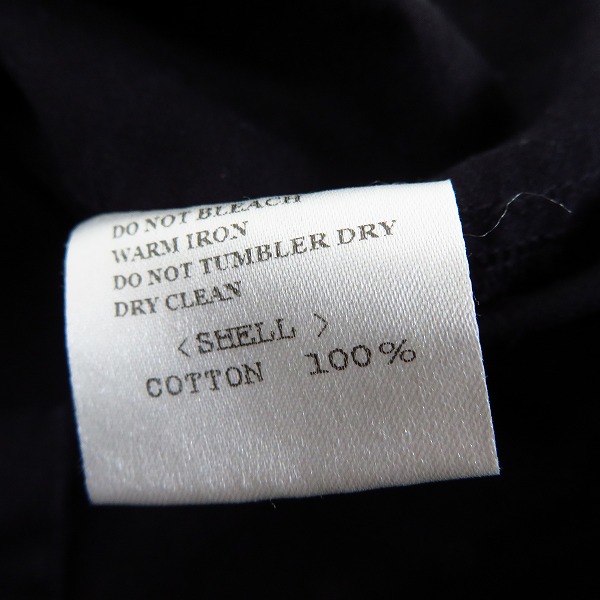 DO NOT BLEACH
WARM IRON
DO NOT TUMBLER DRY
DRY CLEAN
< SHELL >
COTTON 100%